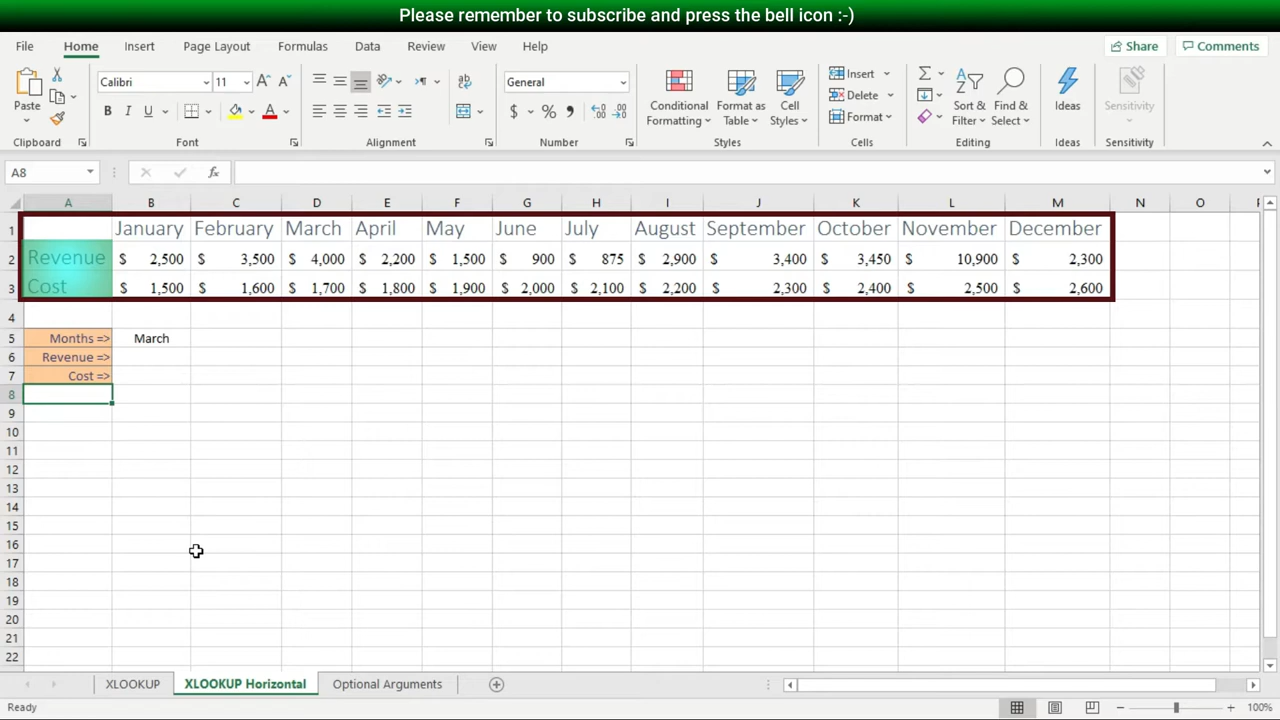 Please remember to subscribe and press the bell icon :-)
File Home Insert Page Layout Formulas Data Review View Help Share Comments
Paste Calibri 11 General Conditional Formatting Format as Table Cell Styles Insert Delete Format Sort & Filter Find & Select Ideas Sensitivity
B I U $ % ,
Clipboard Font Alignment Number Styles Cells Editing Ideas Sensitivity
A8 fx
A B C D E F G H I J K L M N O
1 January February March April May June July August September October November December
2 Revenue $ 2,500 $ 3,500 $ 4,000 $ 2,200 $ 1,500 $ 900 $ 875 $ 2,900 $ 3,400 $ 3,450 $ 10,900 $ 2,300
3 Cost $ 1,500 $ 1,600 $ 1,700 $ 1,800 $ 1,900 $ 2,000 $ 2,100 $ 2,200 $ 2,300 $ 2,400 $ 2,500 $ 2,600
4
5 Months => March
6 Revenue =>
7 Cost =>
8
9
10
11
12
13
14
15
16
17
18
19
20
21
22
XLOOKUP XLOOKUP Horizontal Optional Arguments
Ready 100%